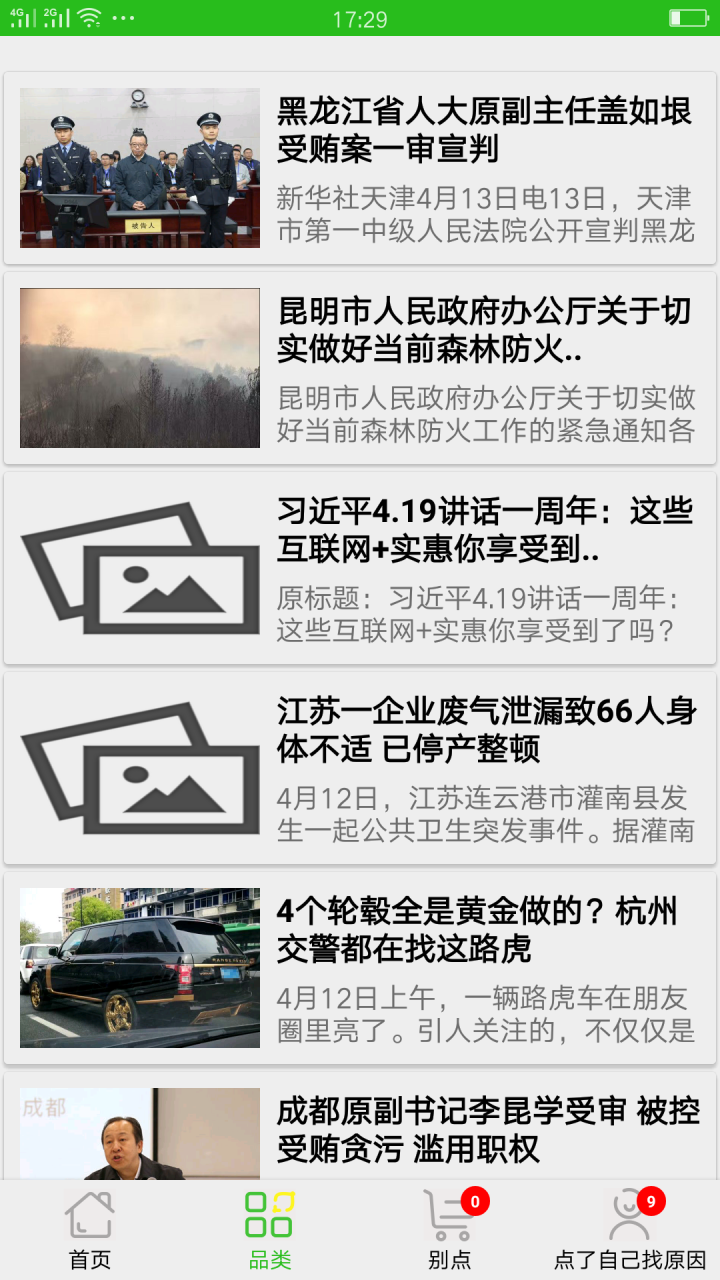 4G 2G 17:29
黑龙江省人大原副主任盖如垠
受贿案一审宣判
新华社天津4月13日电13日，天津
市第一中级人民法院公开宣判黑龙
被告人
昆明市人民政府办公厅关于切
实做好当前森林防火..
昆明市人民政府办公厅关于切实做
好当前森林防火工作的紧急通知各
习近平4.19讲话一周年：这些
互联网+实惠你享受到..
原标题：习近平4.19讲话一周年：
这些互联网+实惠你享受到了吗？
江苏一企业废气泄漏致66人身
体不适 已停产整顿
4月12日，江苏连云港市灌南县发
生一起公共卫生突发事件。据灌南
4个轮毂全是黄金做的？杭州
交警都在找这路虎
4月12日上午，一辆路虎车在朋友
圈里亮了。引人关注的，不仅仅是
成都
成都原副书记李昆学受审 被控
受贿贪污 滥用职权
0
9
首页
品类
别点
点了自己找原因